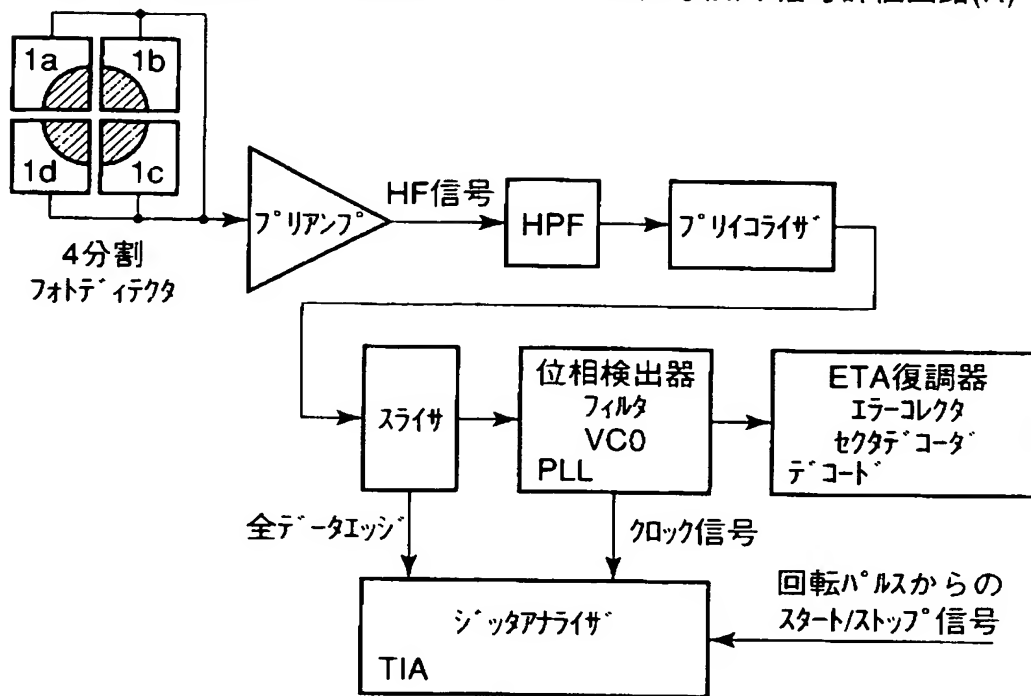 1a
1b
1d
1c
4分割
フォトディテクタ
プリアンプ
HF信号
HPF
プリイコライザ
スライサ
位相検出器
フィルタ
VC0
PLL
ETA復調器
エラーコレクタ
セクタデコーダ
デコード
全データエッジ
クロック信号
ジッタアナライザ
TIA
回転パルスからの
スタート/ストップ信号